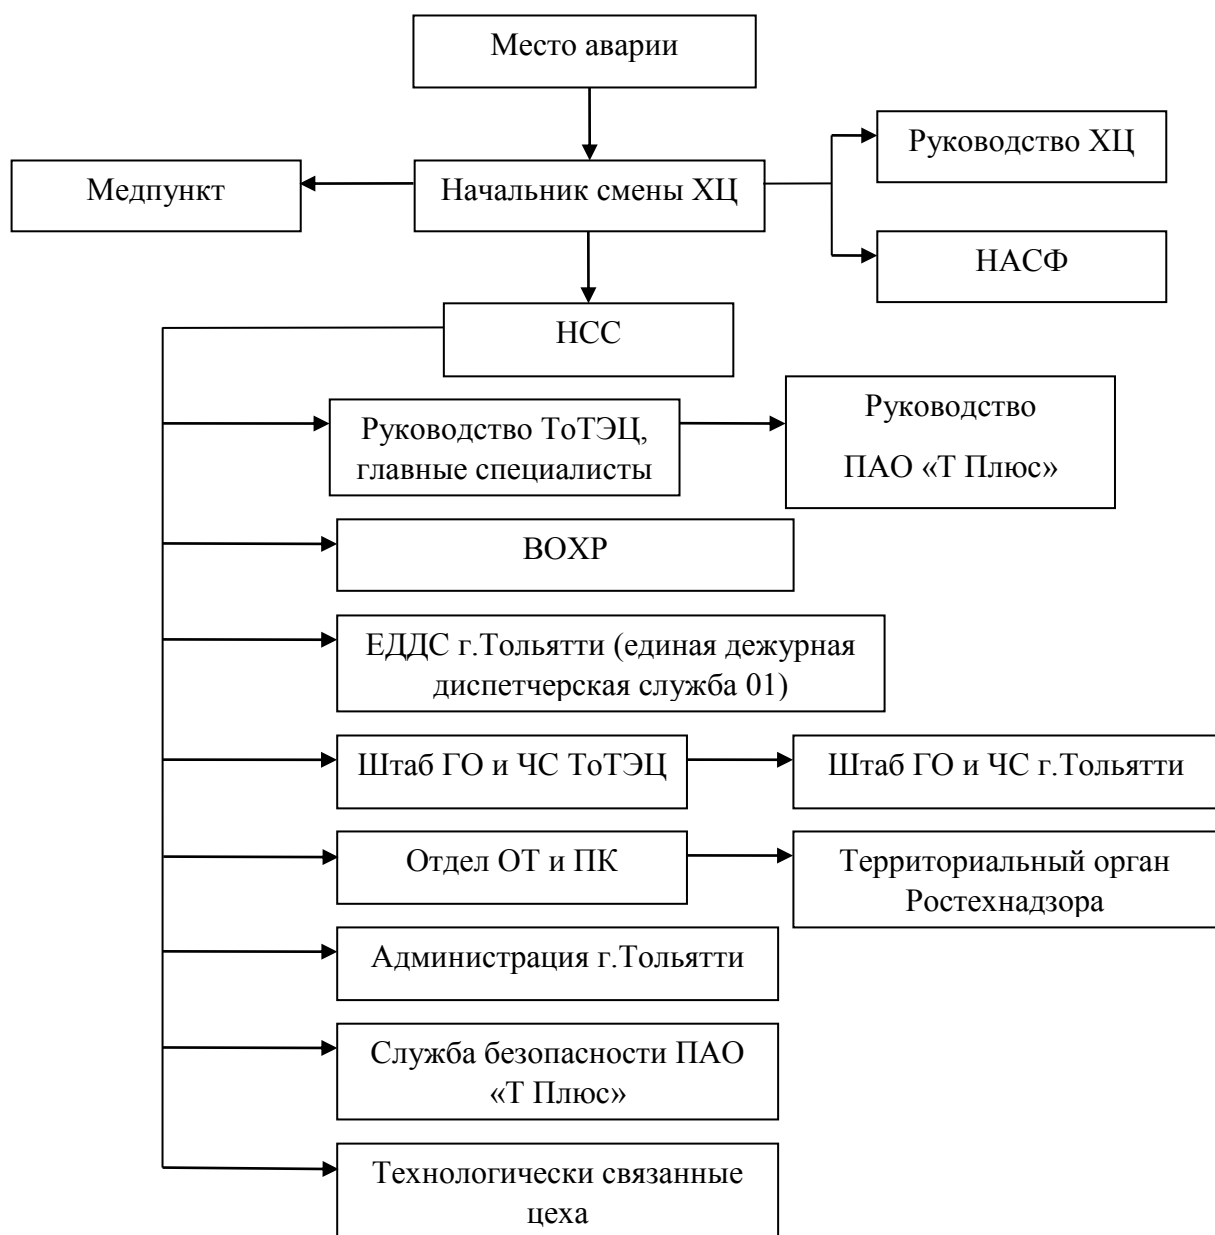 Место аварии
Руководство ХЦ
Медпункт
Начальник смены ХЦ
НАСФ
НСС
Руководство ТоТЭЦ,
главные специалисты
Руководство
ПАО «Т Плюс»
ВОХР
ЕДДС г.Тольятти (единая дежурная
диспетчерская служба 01)
Штаб ГО и ЧС ТоТЭЦ
Штаб ГО и ЧС г.Тольятти
Отдел ОТ и ПК
Территориальный орган
Ростехнадзора
Администрация г.Тольятти
Служба безопасности ПАО
«Т Плюс»
Технологически связанные
цеха